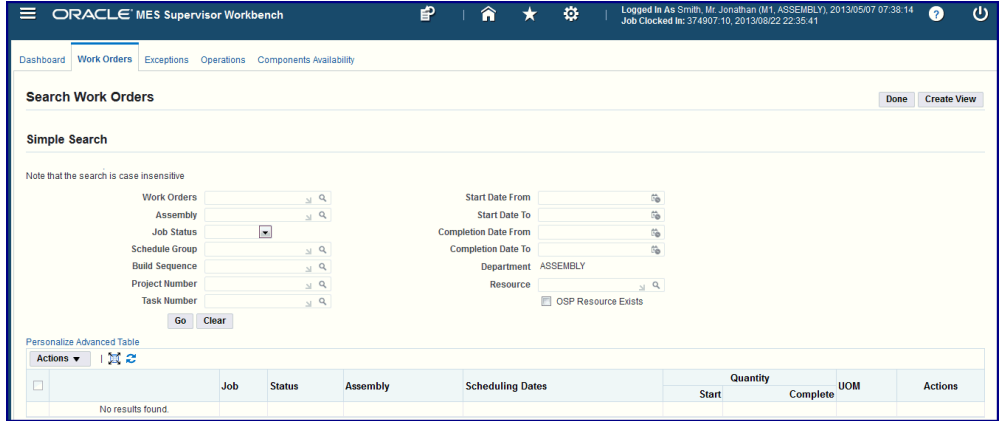 ORACLE MES Supervisor Workbench
Logged In As Smith, Mr. Jonathan (M1, ASSEMBLY), 2013/05/07 07:38:14
Job Clocked In: 374907:10, 2013/08/22 22:35:41
?
Dashboard Work Orders Exceptions Operations Components Availability
Search Work Orders
Done Create View
Simple Search
Note that the search is case insensitive
Work Orders Start Date From
Assembly Start Date To
Job Status Completion Date From
Schedule Group Completion Date To
Build Sequence Department ASSEMBLY
Project Number Resource
Task Number OSP Resource Exists
Go Clear
Personalize Advanced Table
Actions
Job Status Assembly Scheduling Dates Quantity UOM Actions
Start Complete
No results found.